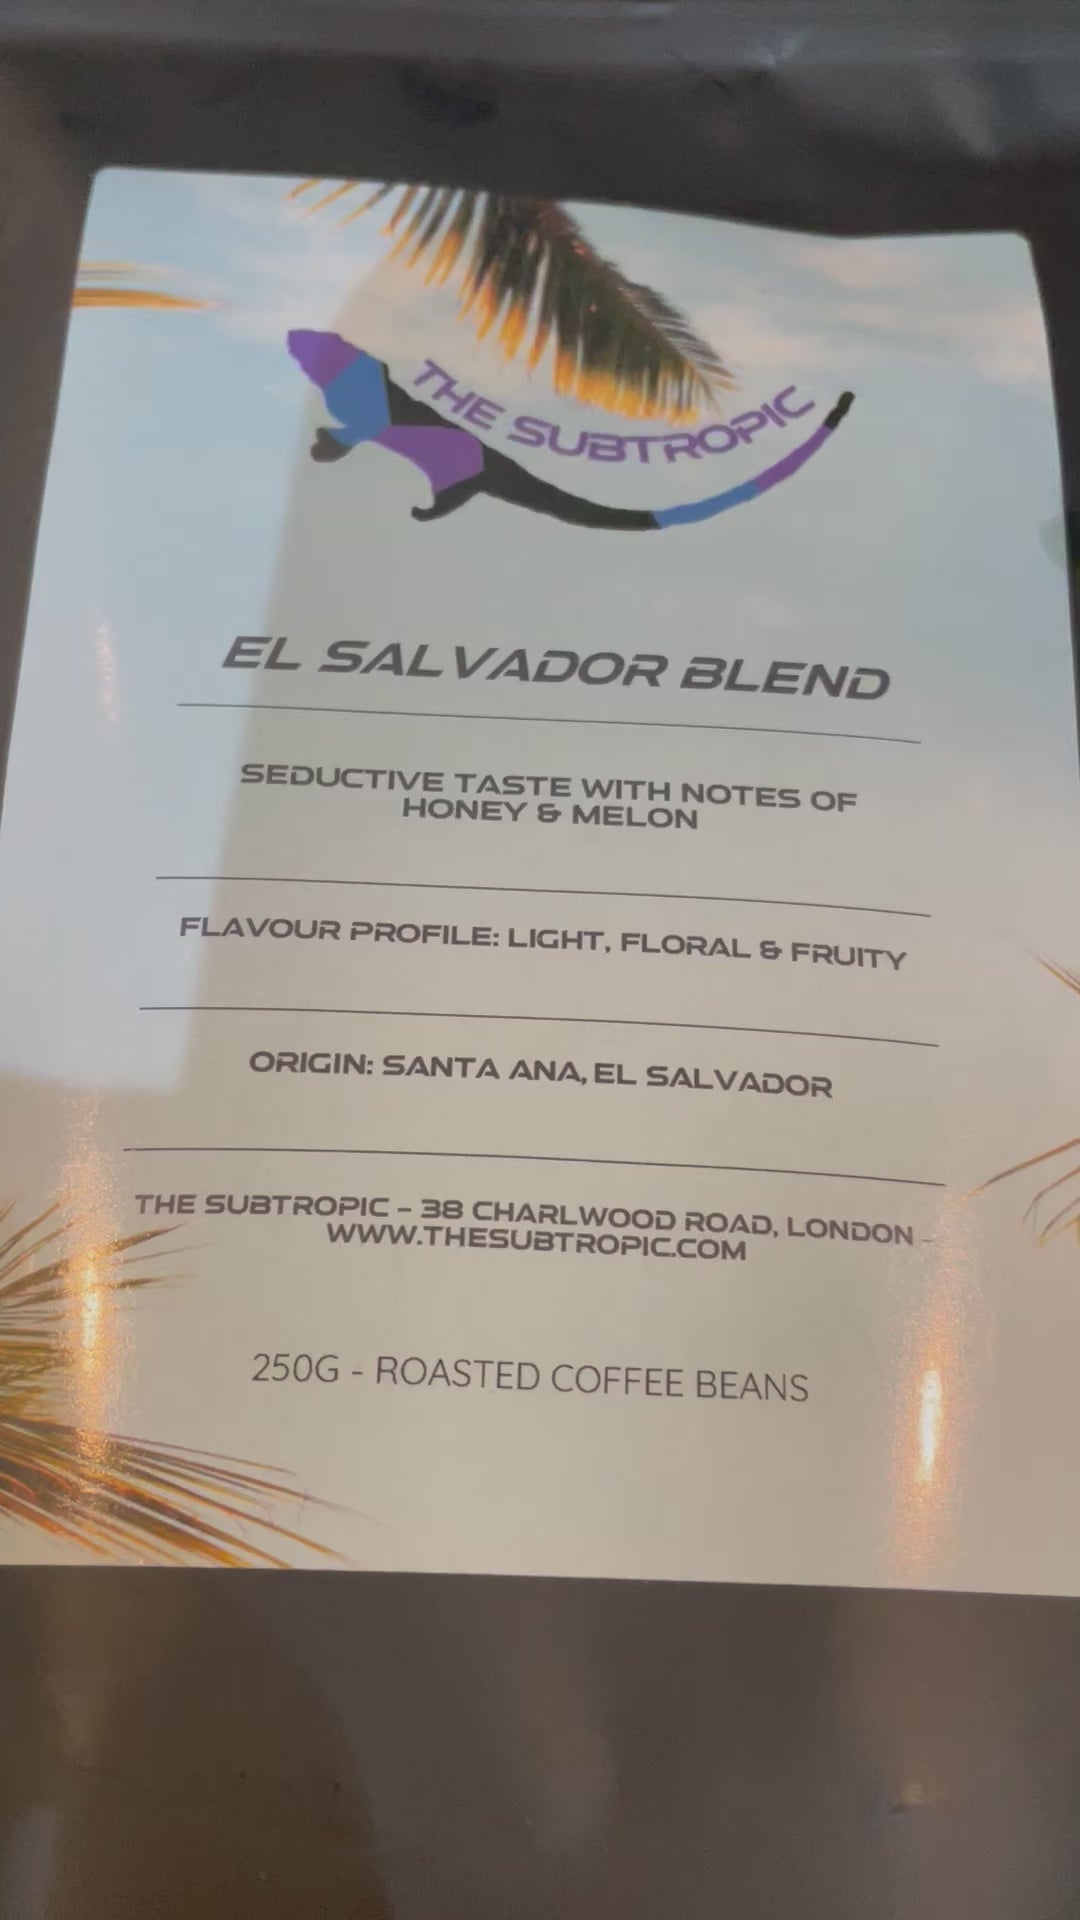 THE SUBTROPIC
EL SALVADOR BLEND
SEDUCTIVE TASTE WITH NOTES OF
HONEY & MELON
FLAVOUR PROFILE: LIGHT, FLORAL & FRUITY
ORIGIN: SANTA ANA, EL SALVADOR
THE SUBTROPIC – 38 CHARLWOOD ROAD, LONDON -
WWW.THESUBTROPIC.COM
250G - ROASTED COFFEE BEANS